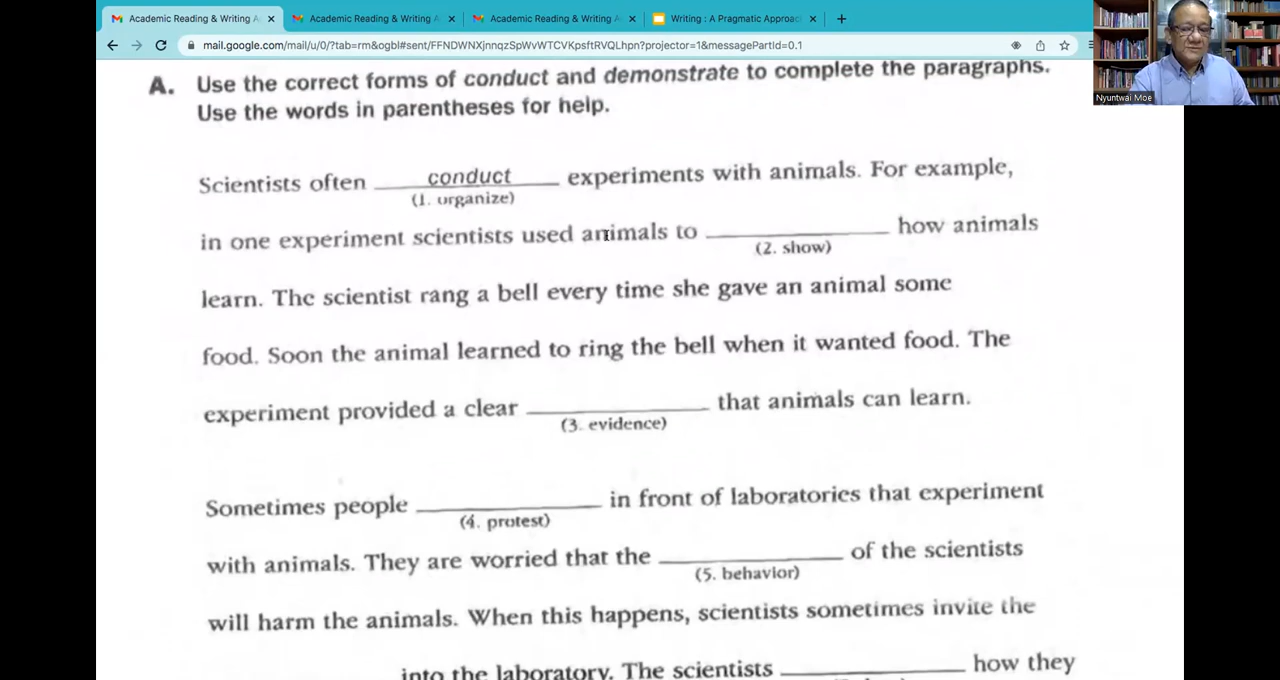 Academic Reading & Writing A
Academic Reading & Writing A
Academic Reading & Writing A
Writing : A Pragmatic Approac
mail.google.com/mail/u/0/?tab=rm&ogbl#sent/FFNDWNXjnnqzSpWvWTCVKpsftRVQLhpn?projector=1&messagePartId=0.1
Nyuntwai Moe
A. Use the correct forms of conduct and demonstrate to complete the paragraphs.
Use the words in parentheses for help.
Scientists often conduct experiments with animals. For example,
(1. organize)
in one experiment scientists used animals to ________ how animals
(2. show)
learn. The scientist rang a bell every time she gave an animal some
food. Soon the animal learned to ring the bell when it wanted food. The
experiment provided a clear ________ that animals can learn.
(3. evidence)
Sometimes people ________ in front of laboratories that experiment
(4. protest)
with animals. They are worried that the ________ of the scientists
(5. behavior)
will harm the animals. When this happens, scientists sometimes invite the
into the laboratory. The scientists ________ how they